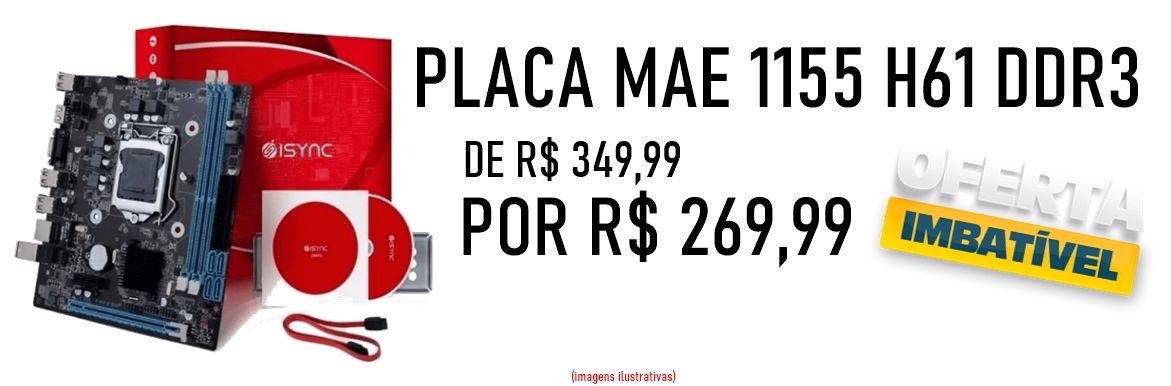 PLACA MAE 1155 H61 DDR3
DE R$ 349,99
POR R$ 269,99
OFERTA
IMBATÍVEL
ISYNC
ISYNC
ISYNC
(imagens ilustrativas)